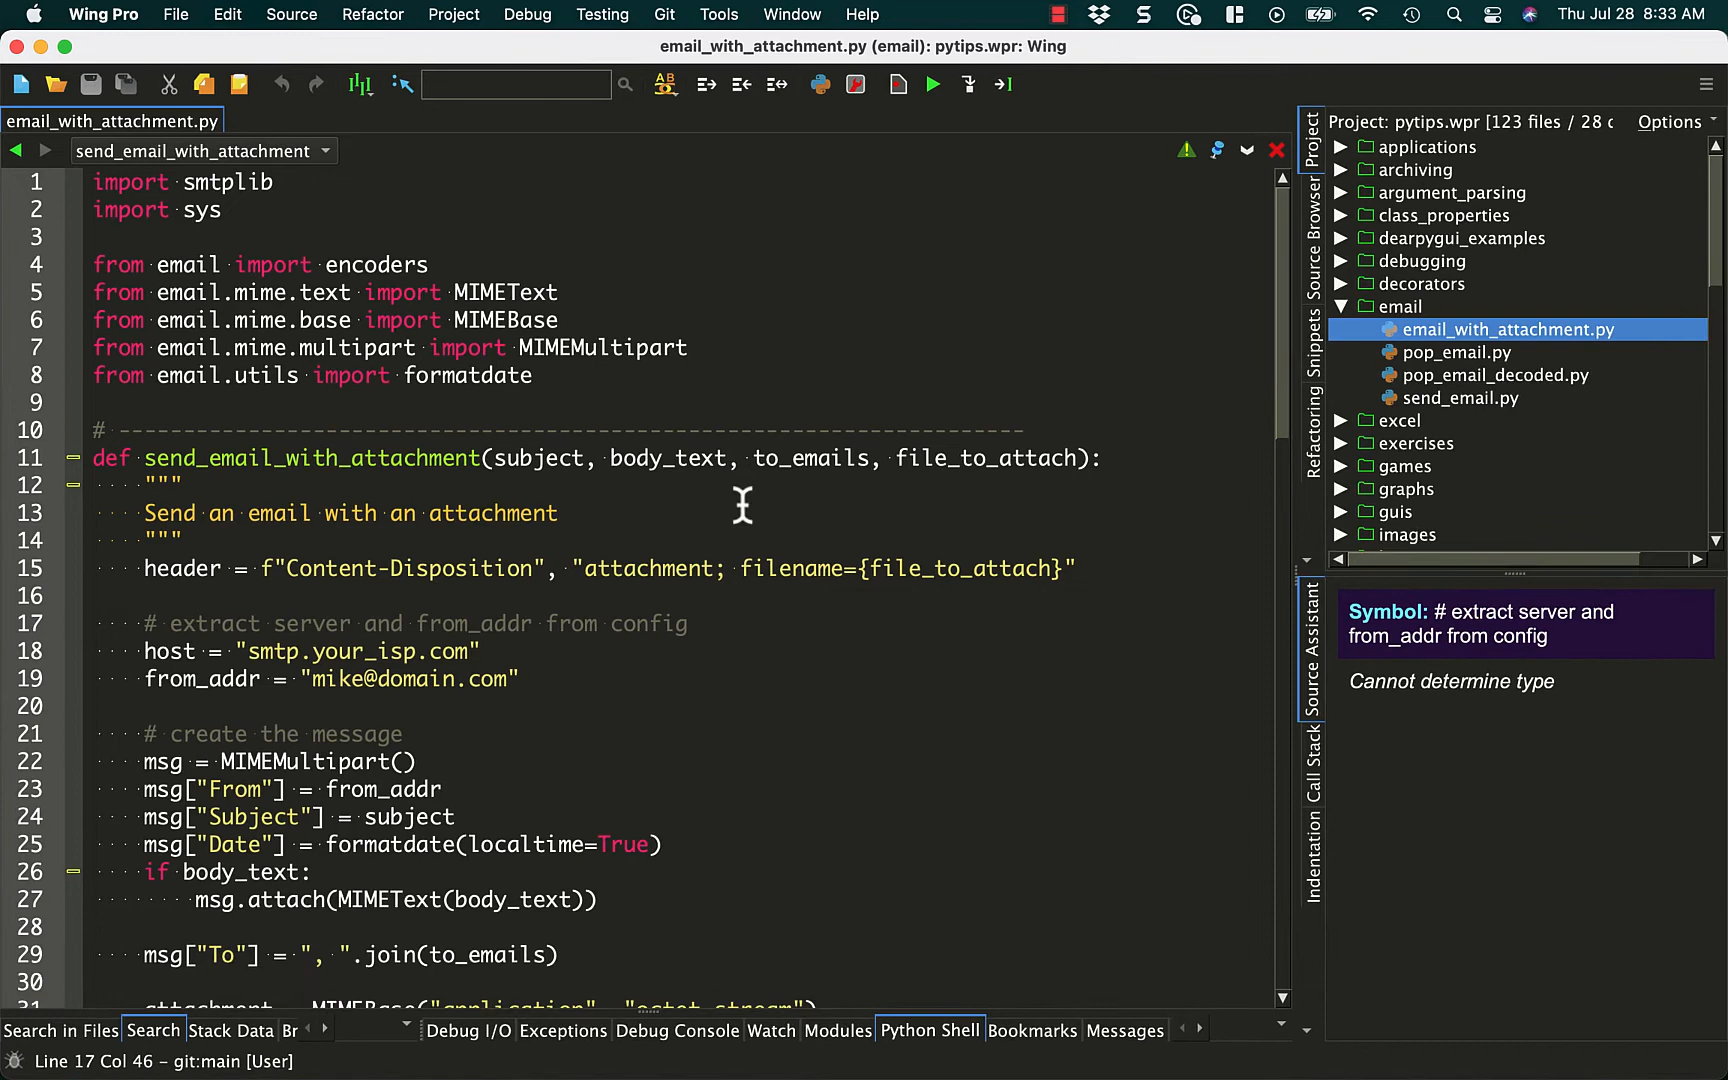 Wing Pro File Edit Source Refactor Project Debug Testing Git Tools Window Help Thu Jul 28 8:33 AM
email_with_attachment.py (email): pytips.wpr: Wing
email_with_attachment.py
send_email_with_attachment
1 import smtplib
2 import sys
3
4 from email import encoders
5 from email.mime.text import MIMEText
6 from email.mime.base import MIMEBase
7 from email.mime.multipart import MIMEMultipart
8 from email.utils import formatdate
9
10 # ----------------------------------------------------------------------
11 def send_email_with_attachment(subject, body_text, to_emails, file_to_attach):
12 """
13 Send an email with an attachment
14 """
15 header = f"Content-Disposition", "attachment; filename={file_to_attach}"
16
17 # extract server and from_addr from config
18 host = "smtp.your_isp.com"
19 from_addr = "mike@domain.com"
20
21 # create the message
22 msg = MIMEMultipart()
23 msg["From"] = from_addr
24 msg["Subject"] = subject
25 msg["Date"] = formatdate(localtime=True)
26 if body_text:
27 msg.attach(MIMEText(body_text))
28
29 msg["To"] = ", ".join(to_emails)
30
31 attachment = MIMEBase("application", "octet-stream")
Project
Source Browser
Snippets
Refactoring
Project: pytips.wpr [123 files / 28 d Options
applications
archiving
argument_parsing
class_properties
dearpygui_examples
debugging
decorators
email
email_with_attachment.py
pop_email.py
pop_email_decoded.py
send_email.py
excel
exercises
games
graphs
guis
images
Source Assistant
Call Stack
Indentation
Symbol: # extract server and
from_addr from config
Cannot determine type
Search in Files Search Stack Data Br Debug I/O Exceptions Debug Console Watch Modules Python Shell Bookmarks Messages
Line 17 Col 46 – git:main [User]